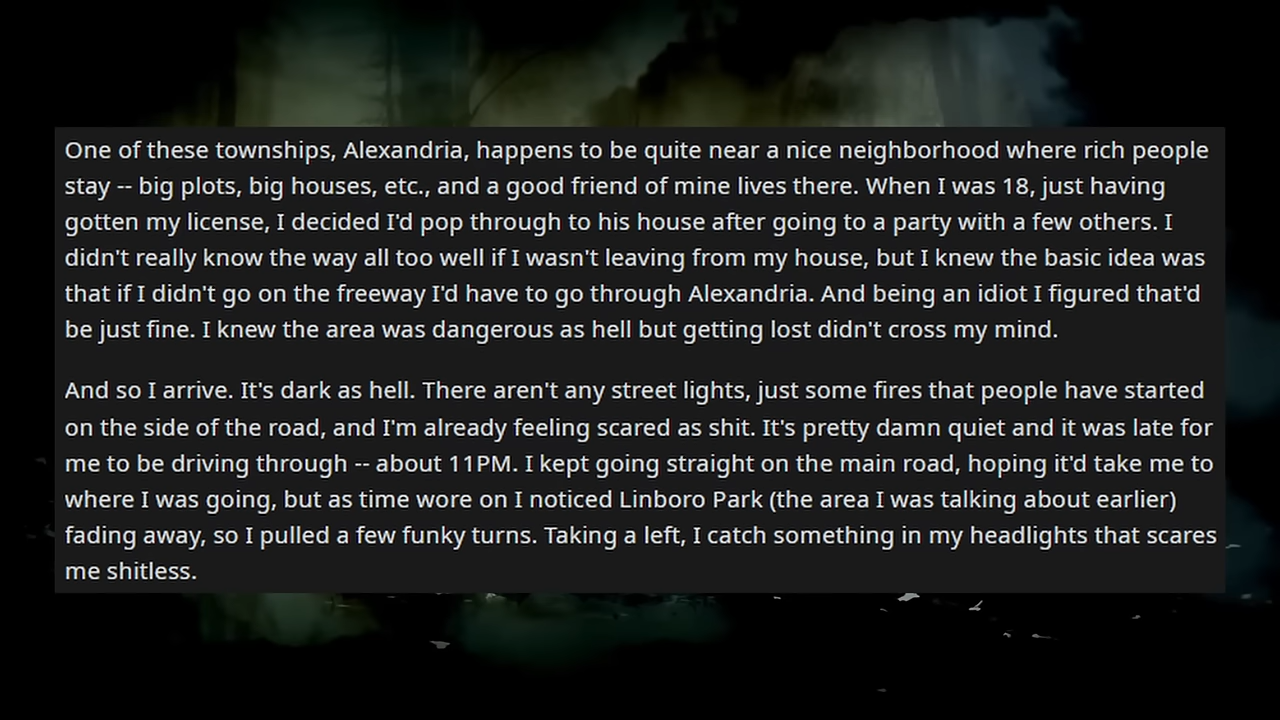 One of these townships, Alexandria, happens to be quite near a nice neighborhood where rich people
stay -- big plots, big houses, etc., and a good friend of mine lives there. When I was 18, just having
gotten my license, I decided I'd pop through to his house after going to a party with a few others. I
didn't really know the way all too well if I wasn't leaving from my house, but I knew the basic idea was
that if I didn't go on the freeway I'd have to go through Alexandria. And being an idiot I figured that'd
be just fine. I knew the area was dangerous as hell but getting lost didn't cross my mind.
And so I arrive. It's dark as hell. There aren't any street lights, just some fires that people have started
on the side of the road, and I'm already feeling scared as shit. It's pretty damn quiet and it was late for
me to be driving through -- about 11PM. I kept going straight on the main road, hoping it'd take me to
where I was going, but as time wore on I noticed Linboro Park (the area I was talking about earlier)
fading away, so I pulled a few funky turns. Taking a left, I catch something in my headlights that scares
me shitless.